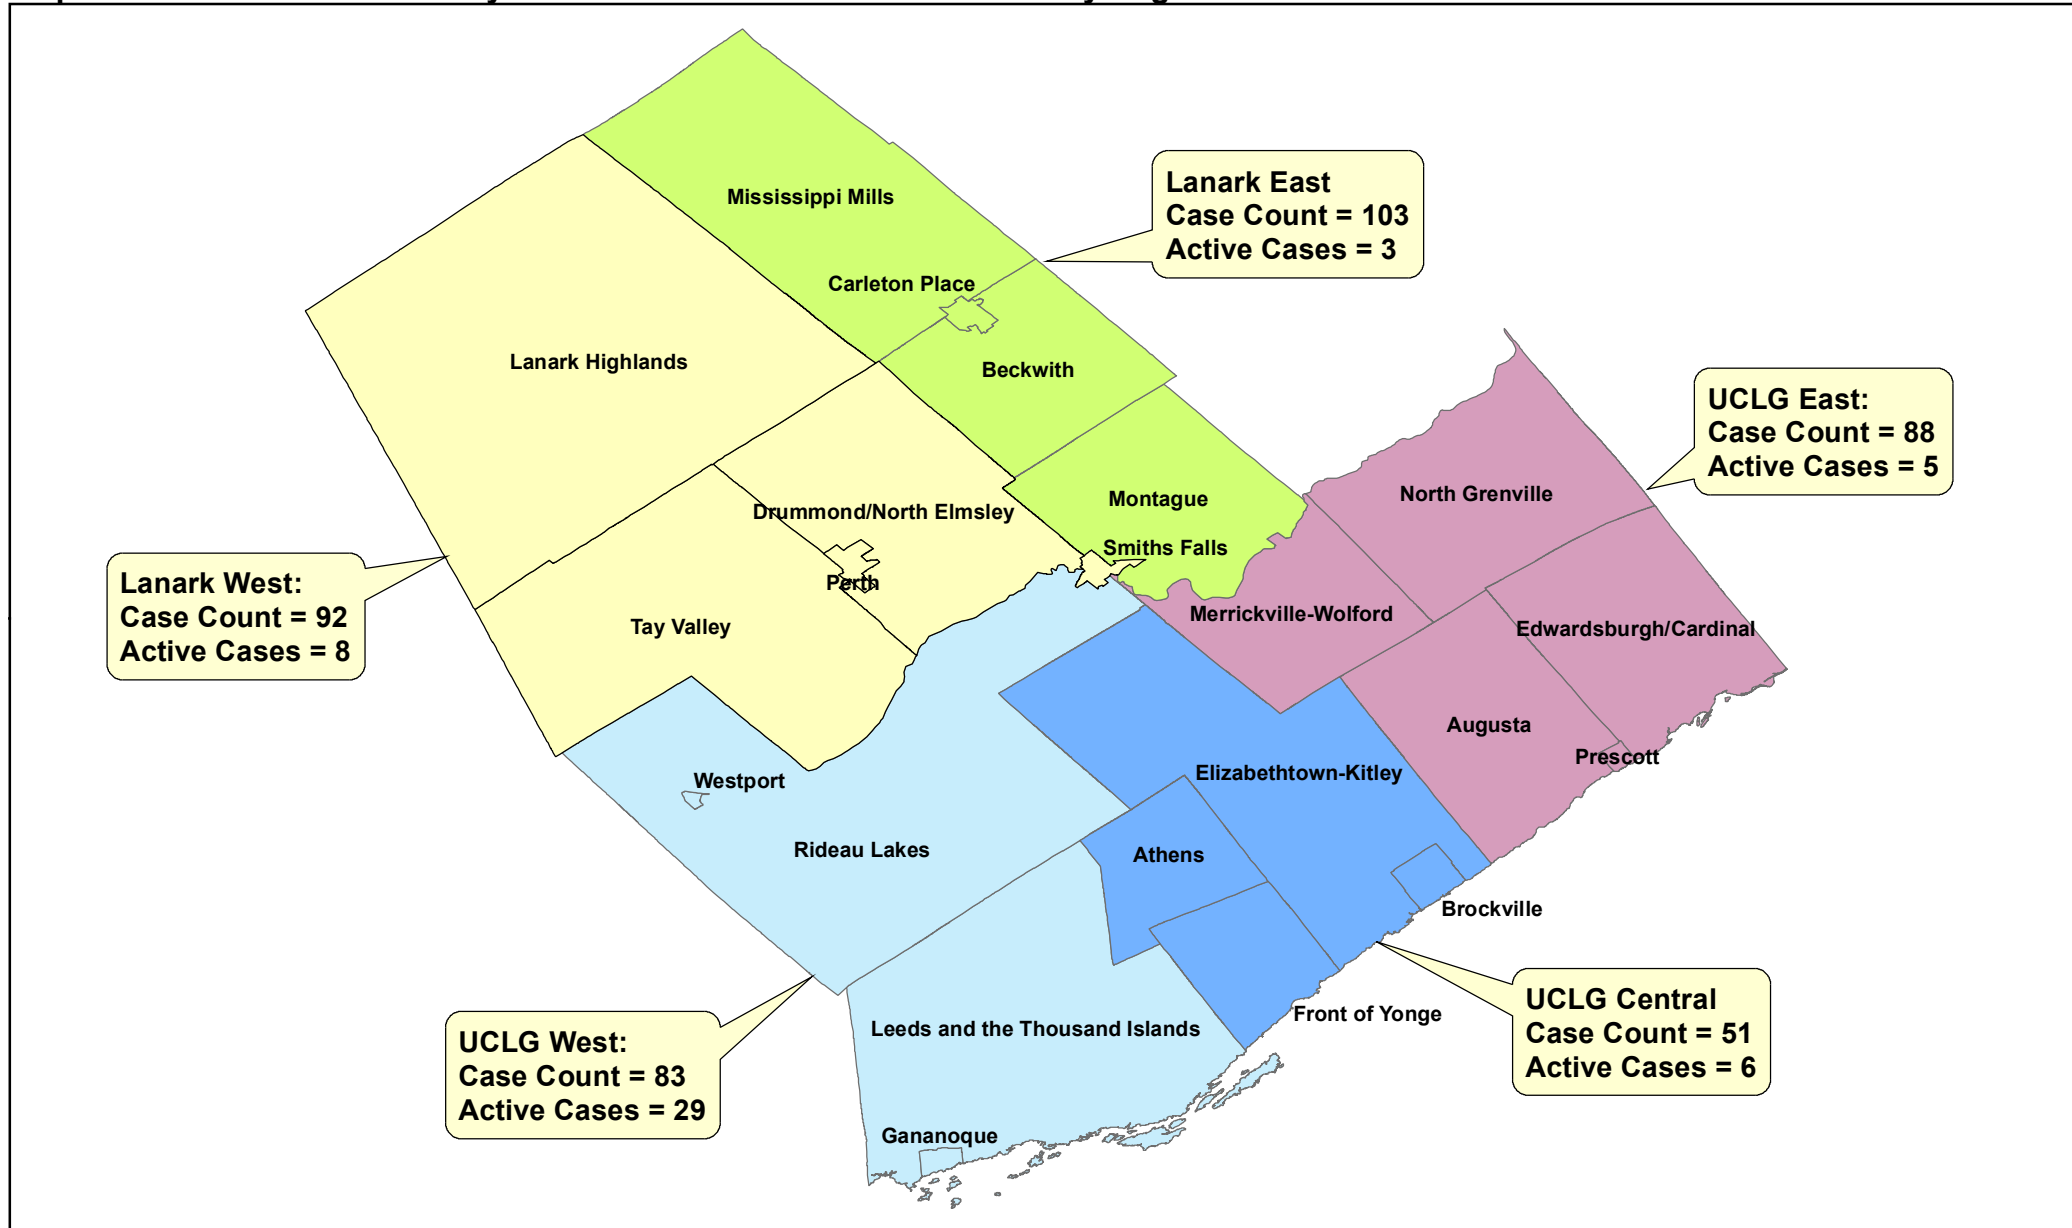 Mississippi Mills
Lanark East
Case Count = 103
Active Cases = 3
Carleton Place
Lanark Highlands
Beckwith
UCLG East:
Case Count = 88
Active Cases = 5
Montague
North Grenville
Drummond/North Elmsley
Smiths Falls
Perth
Lanark West:
Case Count = 92
Active Cases = 8
Tay Valley
Merrickville-Wolford
Edwardsburgh/Cardinal
Augusta
Prescott
Westport
Elizabethtown-Kitley
Rideau Lakes
Athens
Brockville
Front of Yonge
Leeds and the Thousand Islands
UCLG Central
Case Count = 51
Active Cases = 6
UCLG West:
Case Count = 83
Active Cases = 29
Gananoque